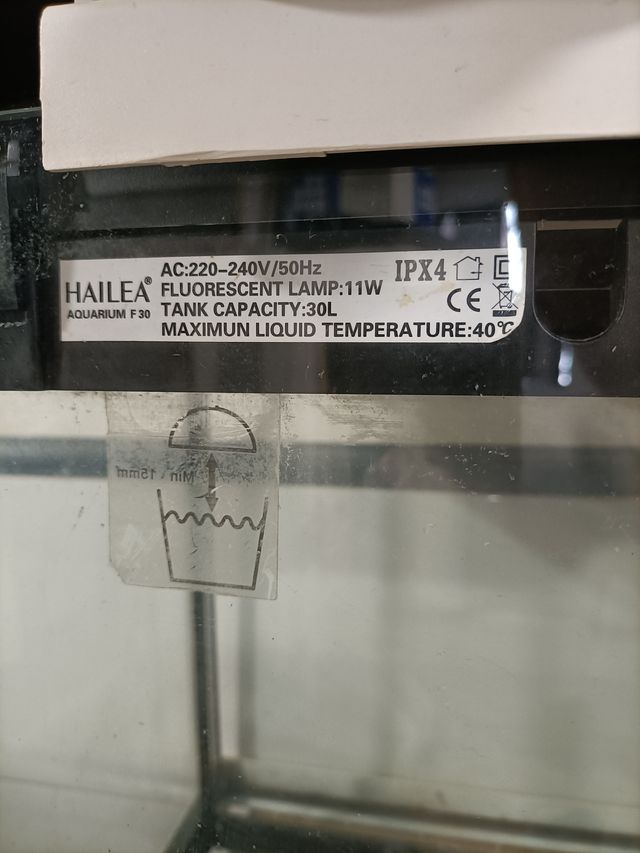 HAILEA®
AQUARIUM F30
AC:220-240V/50Hz
FLUORESCENT LAMP:11W
TANK CAPACITY:30L
MAXIMUN LIQUID TEMPERATURE:40℃
IPX4
CE
Min 15mm